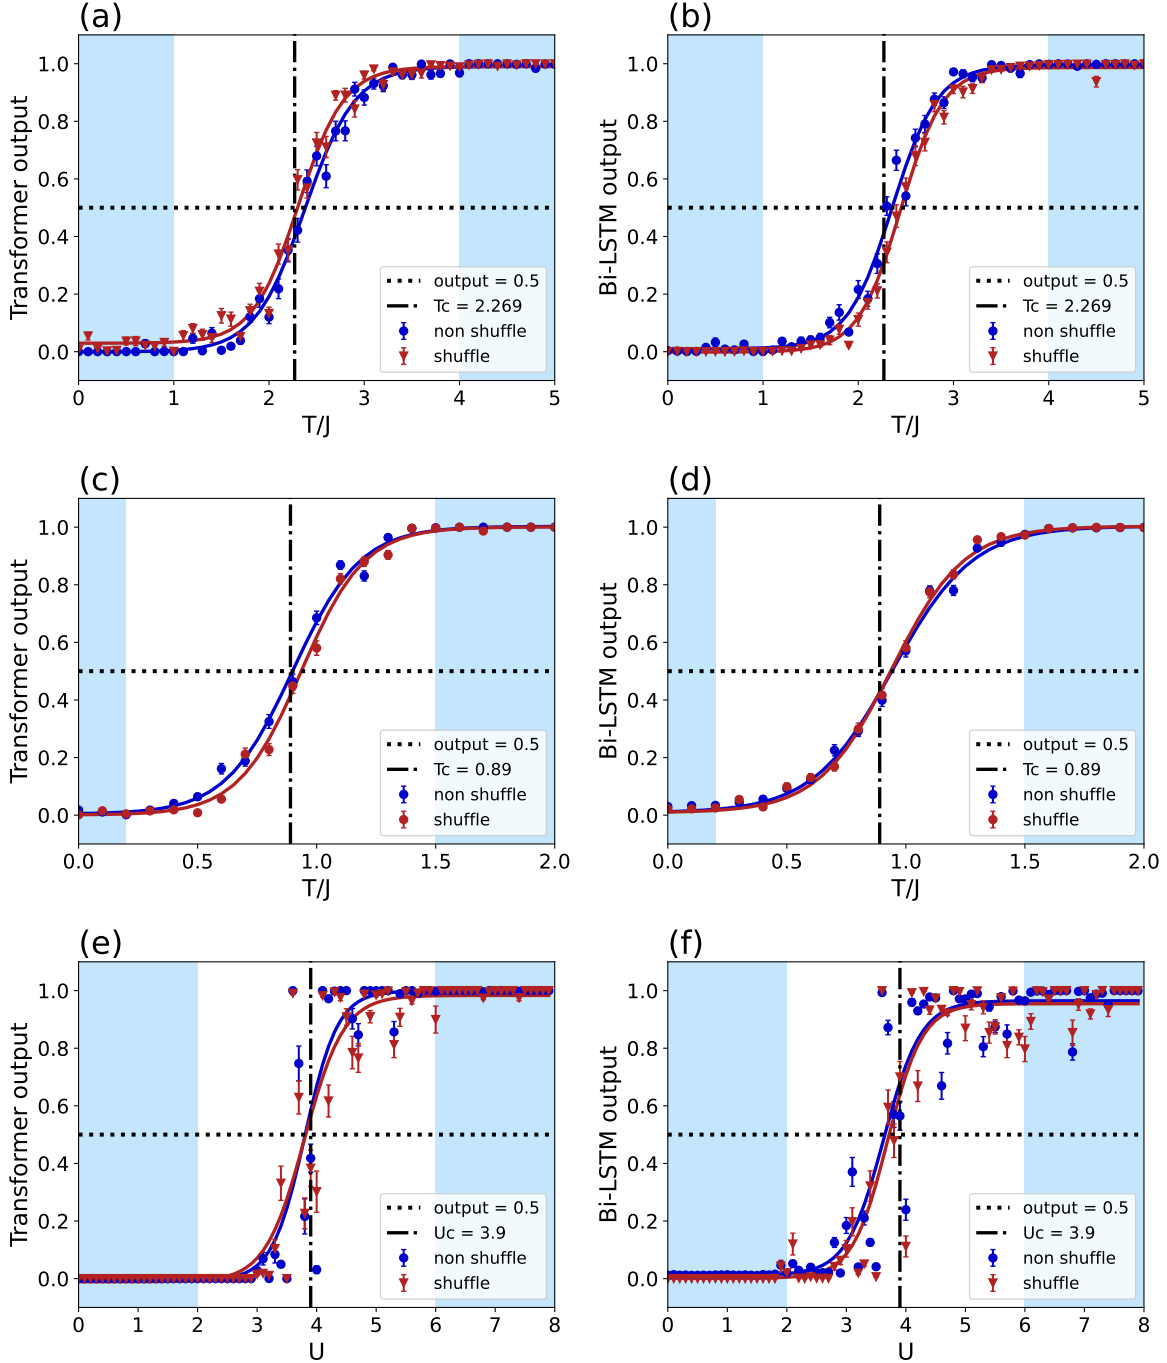 (a)
Transformer output
1.0
0.8
0.6
0.4
0.2
0.0
output = 0.5
Tc = 2.269
non shuffle
shuffle
0 1 2 3 4 5
T/J
(b)
Bi-LSTM output
1.0
0.8
0.6
0.4
0.2
0.0
output = 0.5
Tc = 2.269
non shuffle
shuffle
0 1 2 3 4 5
T/J
(c)
Transformer output
1.0
0.8
0.6
0.4
0.2
0.0
output = 0.5
Tc = 0.89
non shuffle
shuffle
0.0 0.5 1.0 1.5 2.0
T/J
(d)
Bi-LSTM output
1.0
0.8
0.6
0.4
0.2
0.0
output = 0.5
Tc = 0.89
non shuffle
shuffle
0.0 0.5 1.0 1.5 2.0
T/J
(e)
Transformer output
1.0
0.8
0.6
0.4
0.2
0.0
output = 0.5
Uc = 3.9
non shuffle
shuffle
0 1 2 3 4 5 6 7 8
U
(f)
Bi-LSTM output
1.0
0.8
0.6
0.4
0.2
0.0
output = 0.5
Uc = 3.9
non shuffle
shuffle
0 1 2 3 4 5 6 7 8
U